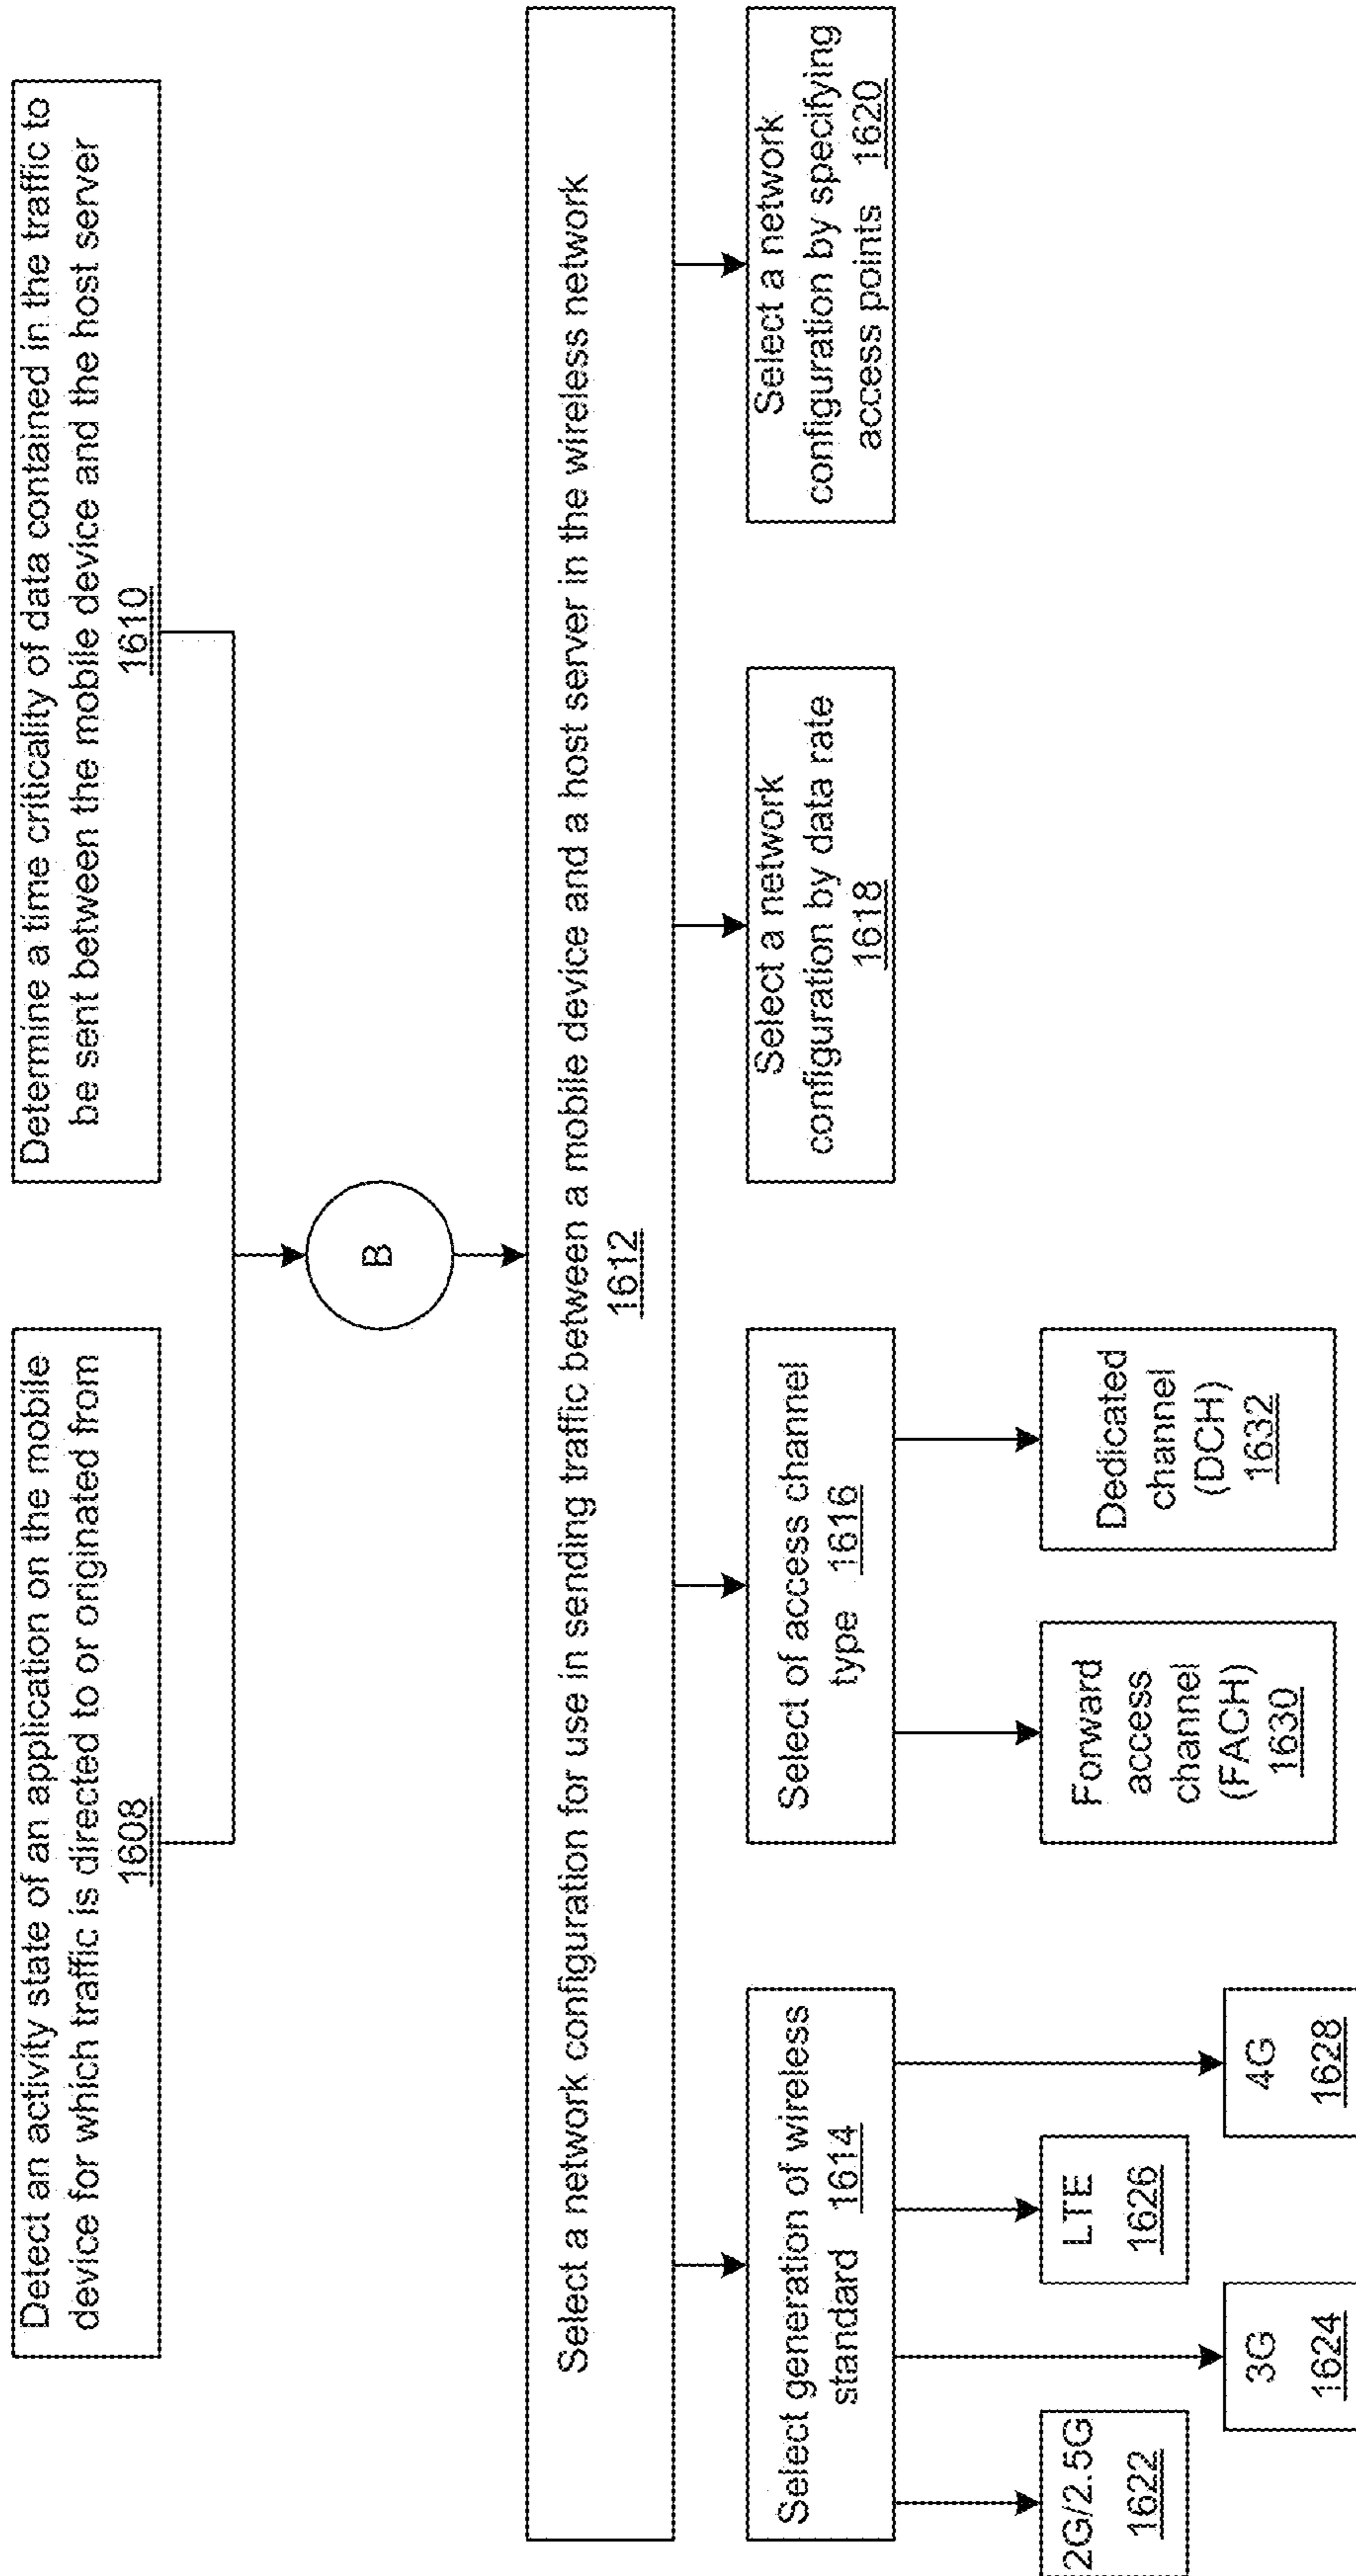 Detect an activity state of an application on the mobile
device for which traffic is directed to or originated from
1608
Determine a time criticality of data contained in the traffic to
be sent between the mobile device and the host server
1610
B
Select a network configuration for use in sending traffic between a mobile device and a host server in the wireless network
1612
Select generation of wireless
standard 1614
Select of access channel
type 1616
Select a network
configuration by data rate
1618
Select a network
configuration by specifying
access points 1620
2G/2.5G
1622
3G
1624
LTE
1626
4G
1628
Forward
access
channel
(FACH)
1630
Dedicated
channel
(DCH)
1632